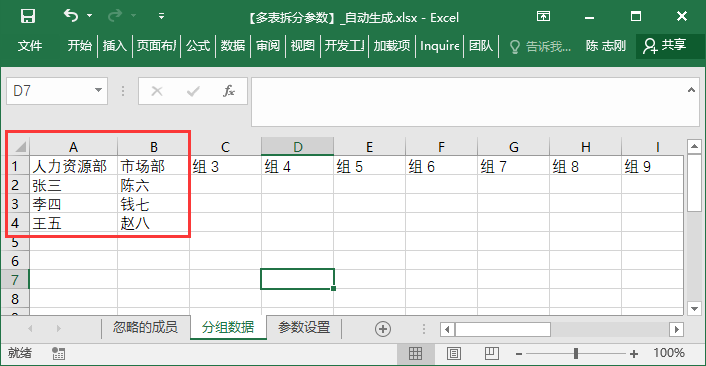 【多表拆分参数】_自动生成.xlsx - Excel
文件 开始 插入 页面布局 公式 数据 审阅 视图 开发工具 加载项 Inquire 团队 告诉我... 陈 志刚 共享
D7 fx
A B C D E F G H I
1 人力资源部 市场部 组 3 组 4 组 5 组 6 组 7 组 8 组 9
2 张三 陈六
3 李四 钱七
4 王五 赵八
5
6
7
8
忽略的成员 分组数据 参数设置
就绪 100%